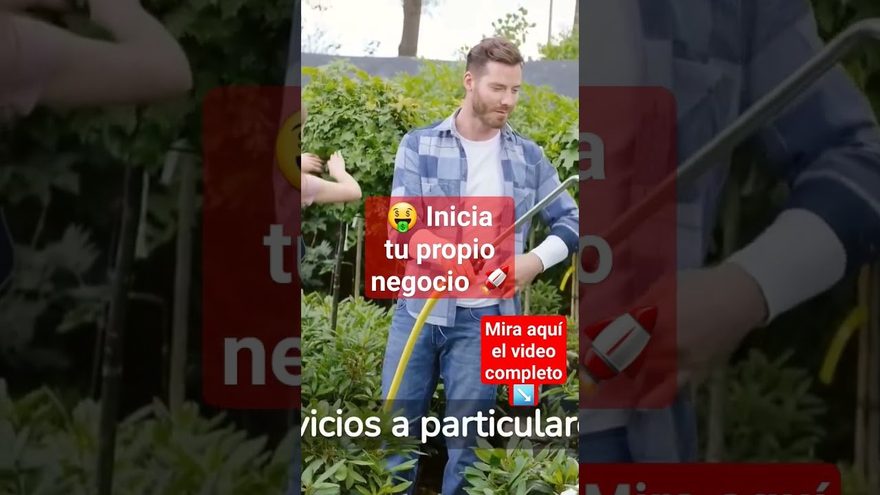 🤑 Inicia
tu propio
negocio 🚀
Mira aquí
el video
completo
↘️
vicios a particular